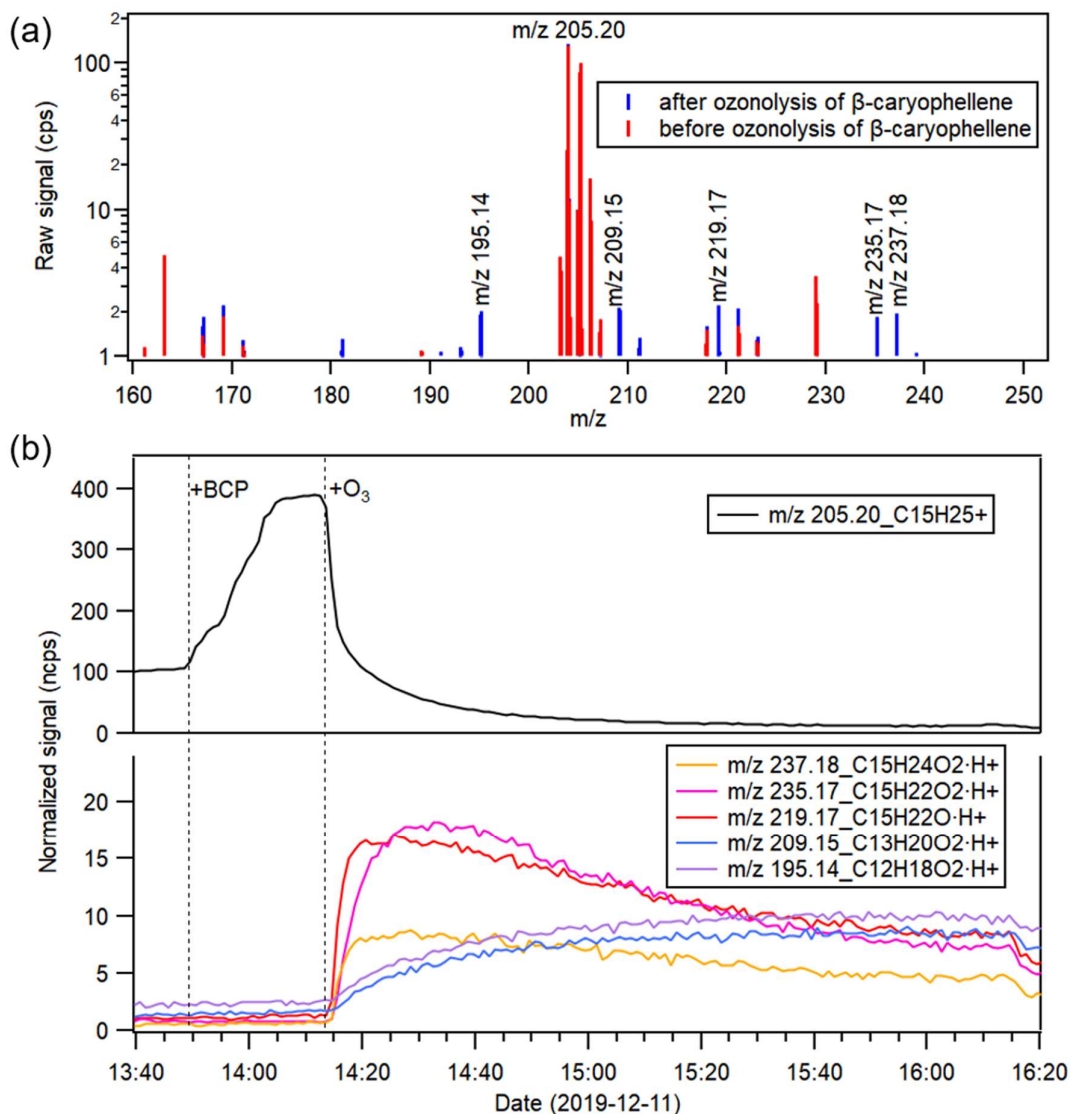 (a)
2
100
6
4
2
10
6
4
2
1
Raw signal (cps)
m/z 205.20
after ozonolysis of β-caryophellene
before ozonolysis of β-caryophellene
m/z 195.14
m/z 209.15
m/z 219.17
m/z 235.17
m/z 237.18
160 170 180 190 200 210 220 230 240 250
m/z
(b)
Normalized signal (ncps)
400
300
200
100
0
+BCP
+O3
m/z 205.20_C15H25+
20
15
10
5
0
m/z 237.18_C15H24O2·H+
m/z 235.17_C15H22O2·H+
m/z 219.17_C15H22O·H+
m/z 209.15_C13H20O2·H+
m/z 195.14_C12H18O2·H+
13:40 14:00 14:20 14:40 15:00 15:20 15:40 16:00 16:20
Date (2019-12-11)